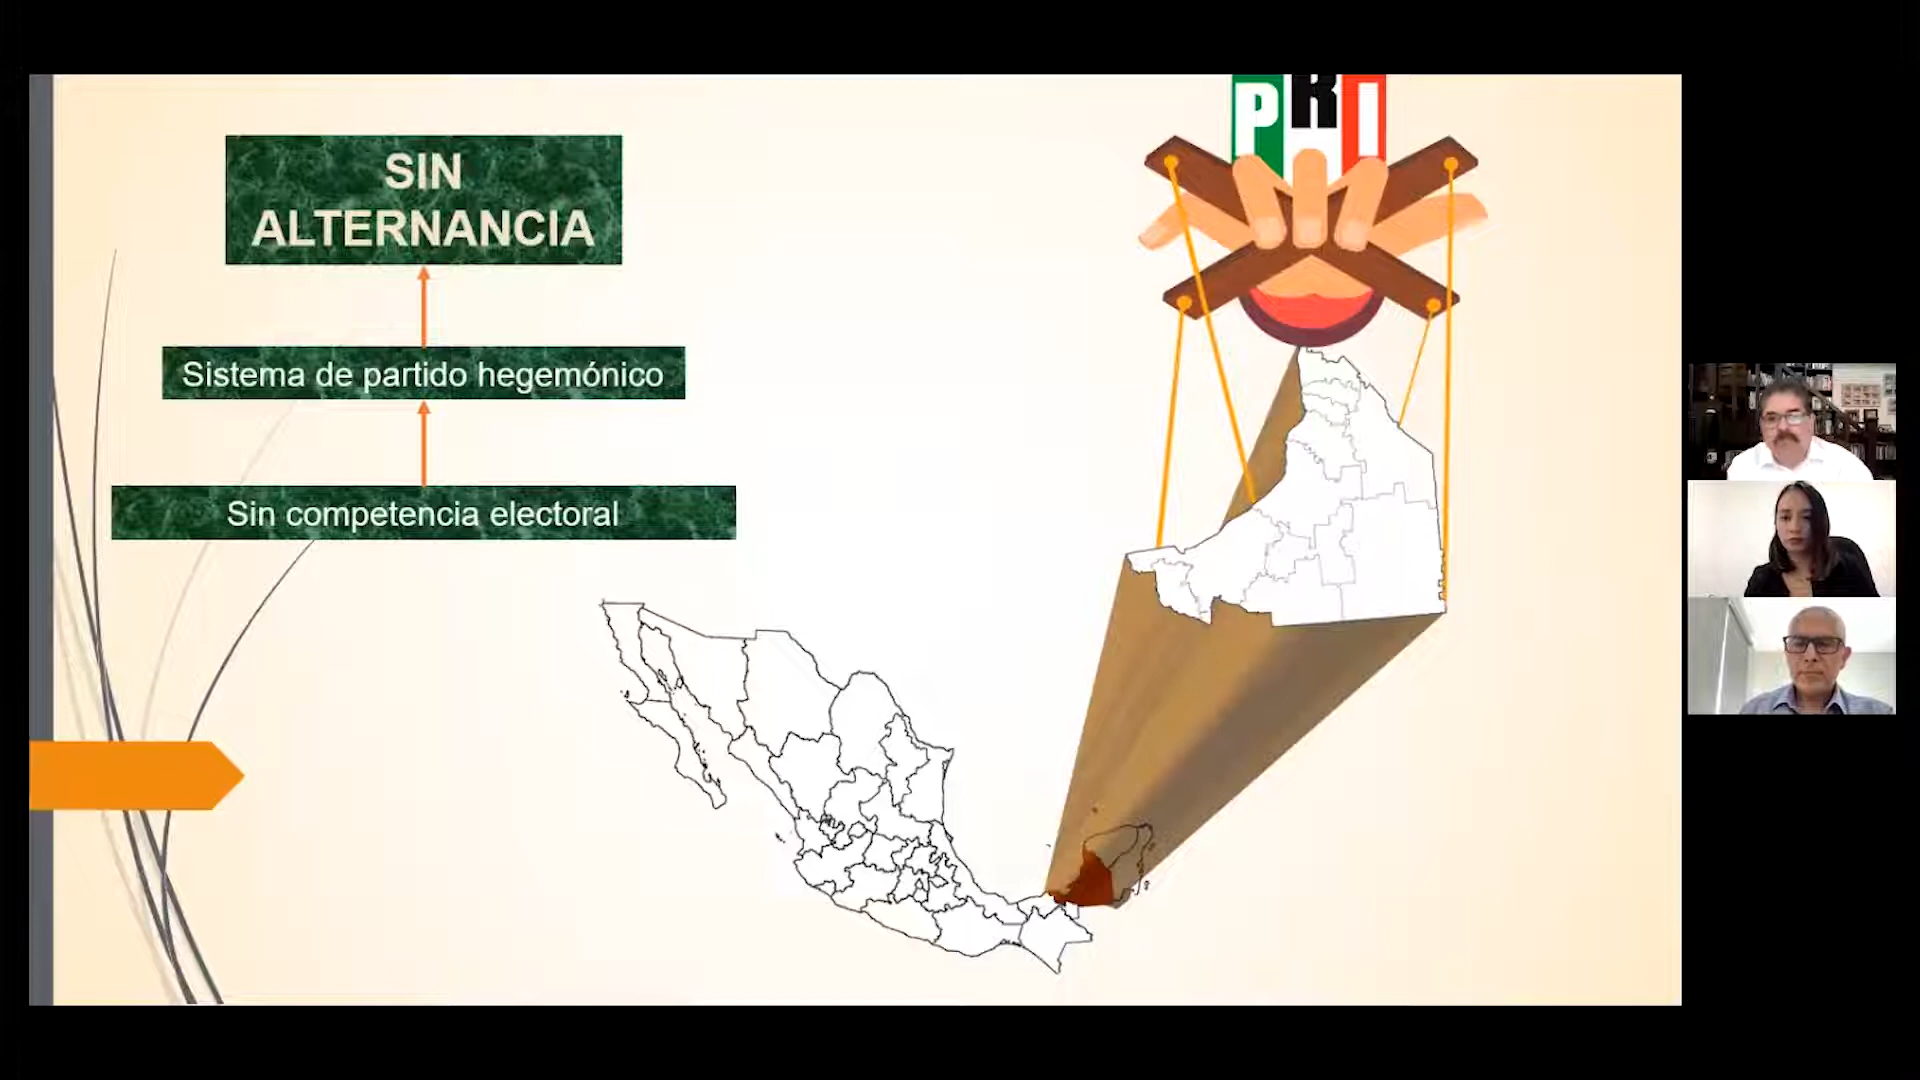 SIN
ALTERNANCIA
Sistema de partido hegemónico
Sin competencia electoral
PRI